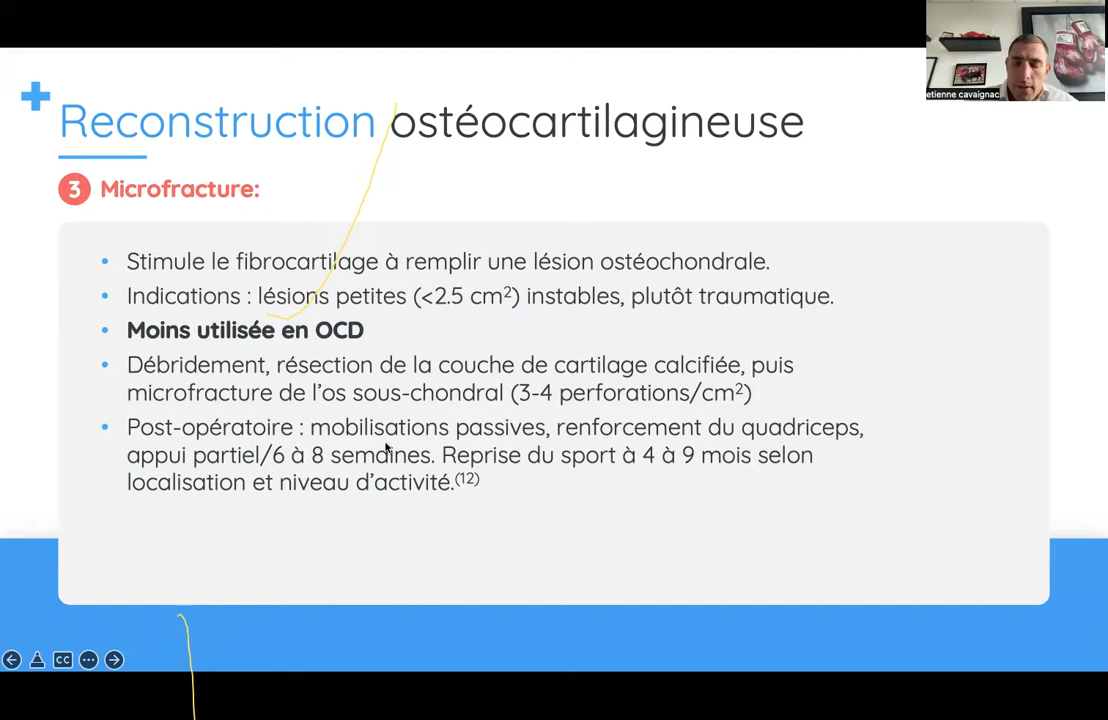 etienne cavaignac
Reconstruction ostéocartilagineuse
3 Microfracture:
• Stimule le fibrocartilage à remplir une lésion ostéochondrale.
• Indications : lésions petites (<2.5 cm²) instables, plutôt traumatique.
• Moins utilisée en OCD
• Débridement, résection de la couche de cartilage calcifiée, puis
microfracture de l’os sous-chondral (3-4 perforations/cm²)
• Post-opératoire : mobilisations passives, renforcement du quadriceps,
appui partiel/6 à 8 semaines. Reprise du sport à 4 à 9 mois selon
localisation et niveau d’activité.(12)
CC